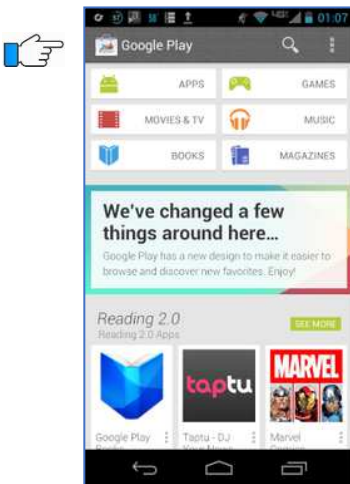 01:07
Google Play
APPS
GAMES
MOVIES & TV
MUSIC
BOOKS
MAGAZINES
We've changed a few
things around here...
Google Play has a new design to make it easier to
browse and discover new favorites. Enjoy!
Reading 2.0
SEE MORE
Reading 2.0 Apps
taptu
MARVEL
Google Play
Taptu - DJ
Marvel